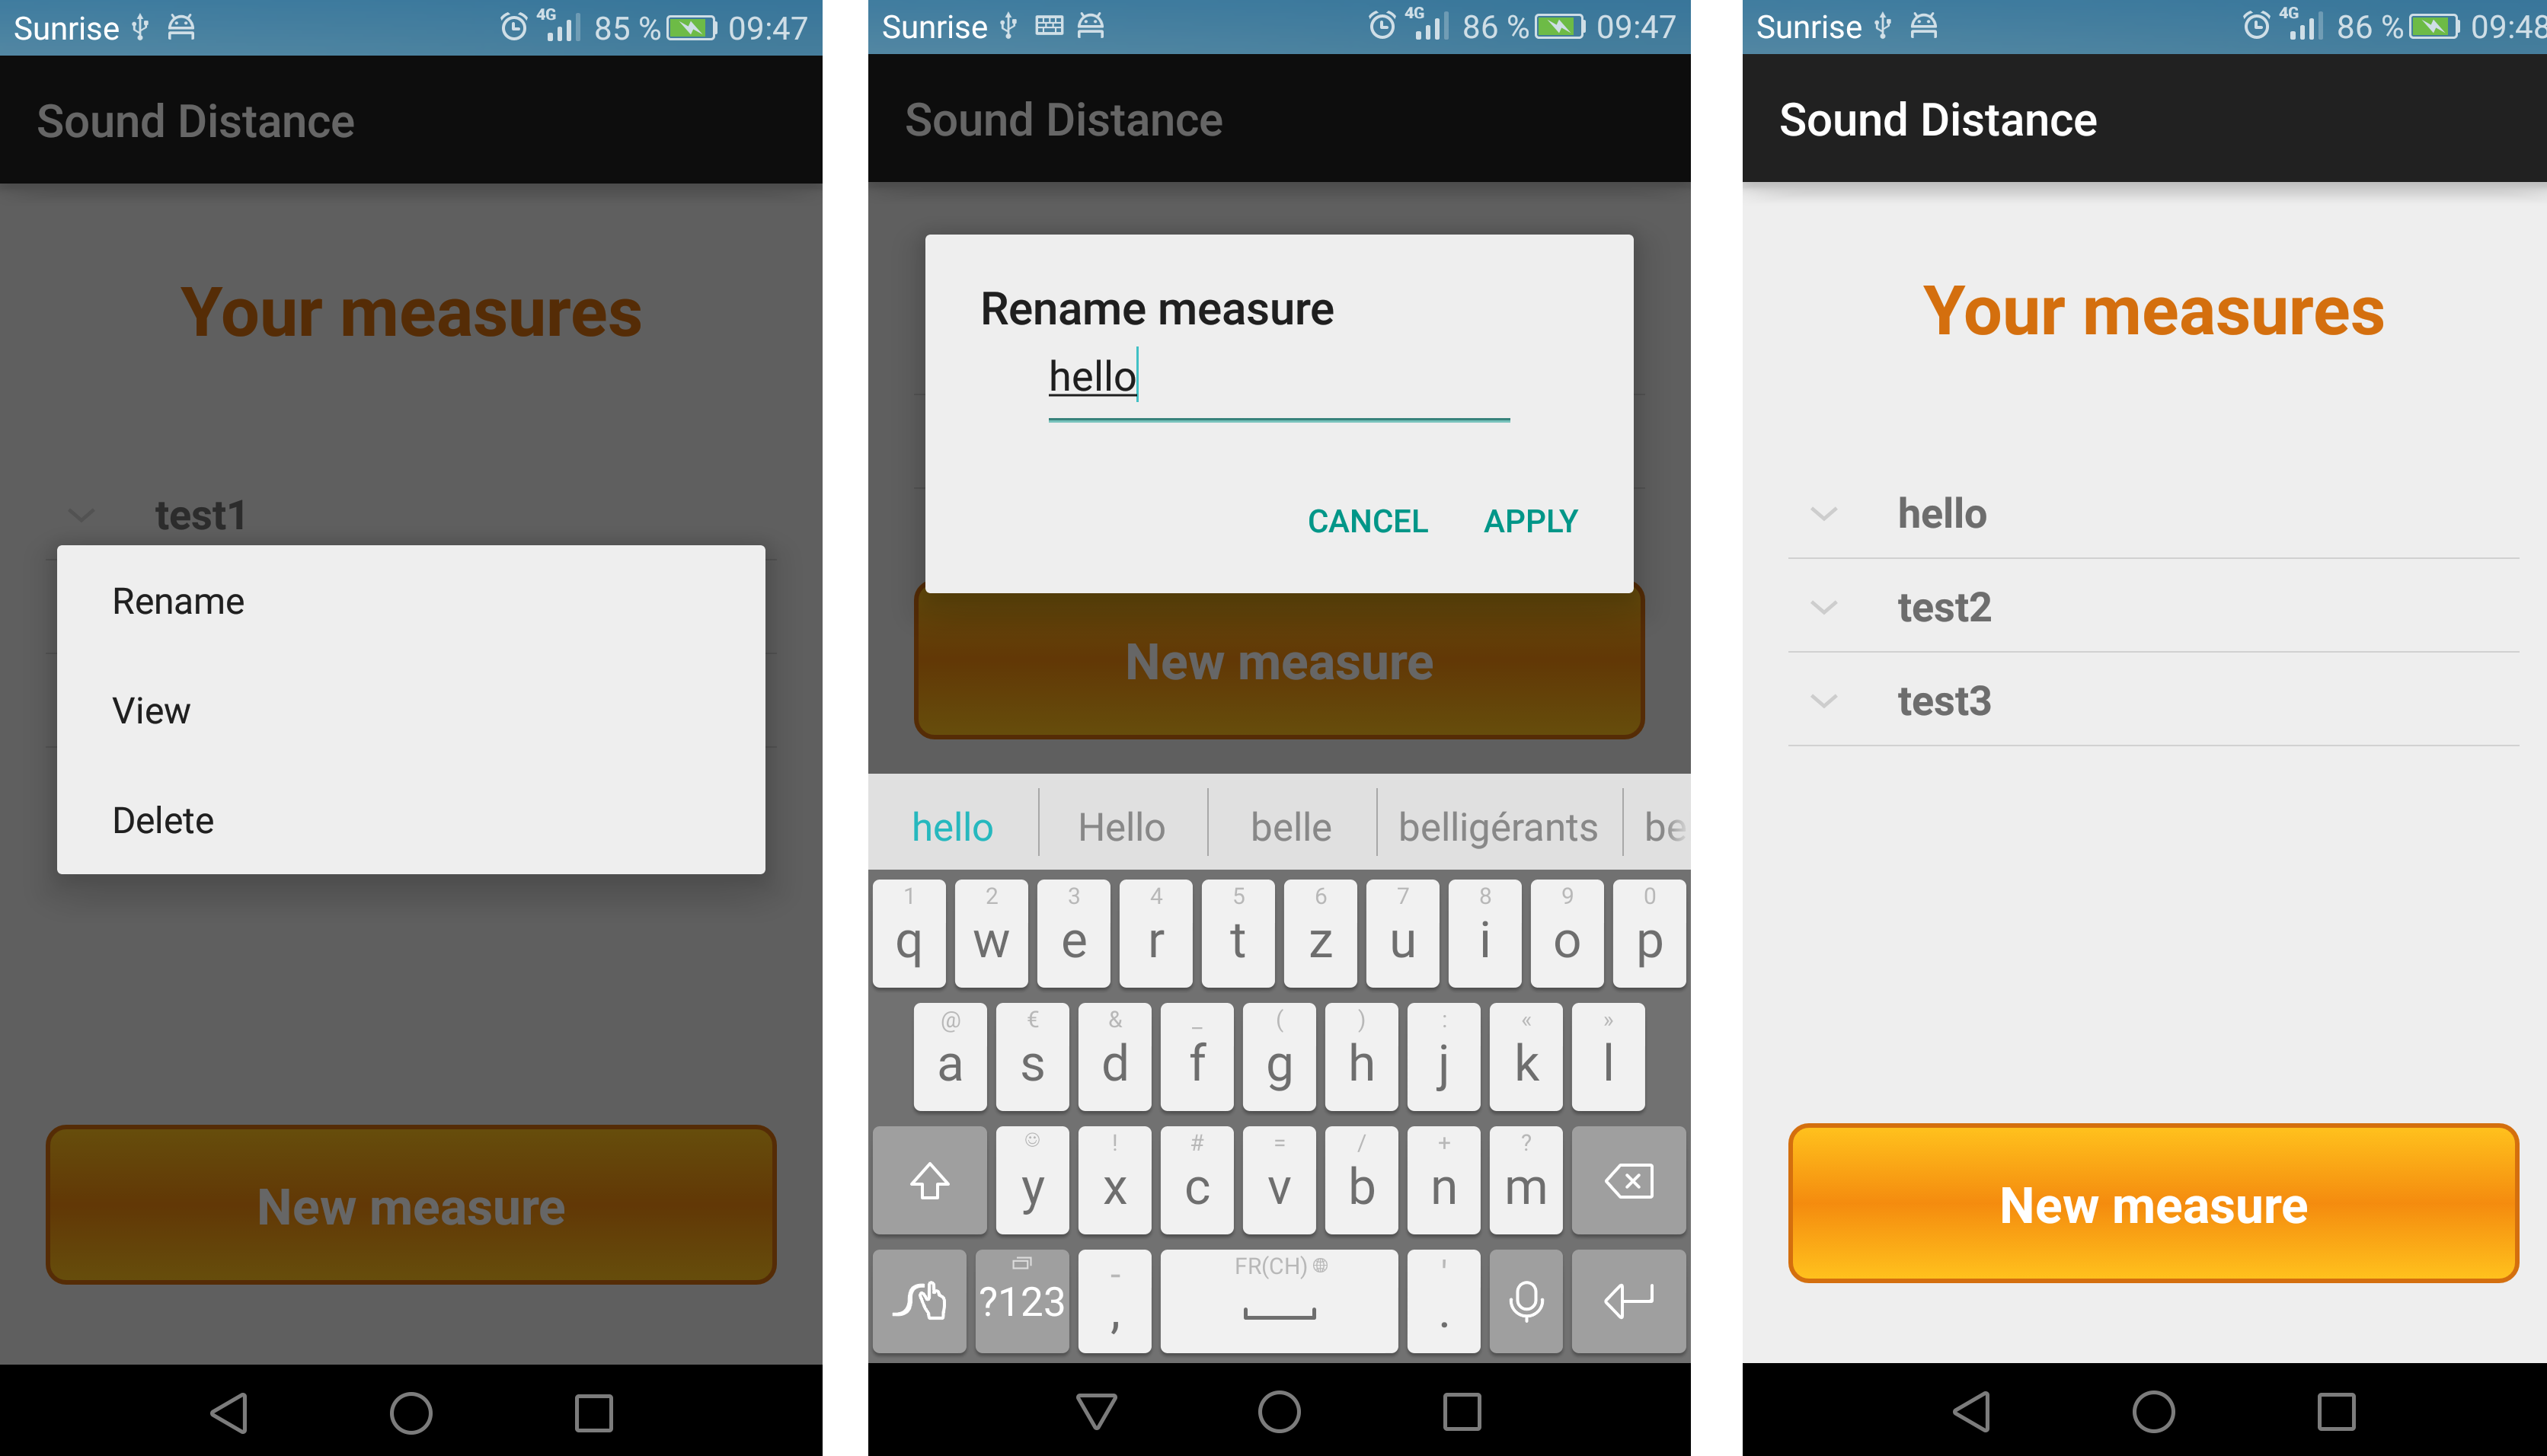 Sunrise 4G 85 % 09:47
Sound Distance
Your measures
test1
Rename
View
Delete
New measure
Sunrise 4G 86 % 09:47
Sound Distance
Rename measure
hello
CANCEL APPLY
New measure
hello Hello belle belligérants be
1 2 3 4 5 6 7 8 9 0
q w e r t z u i o p
@ € & _ ( ) : « »
a s d f g h j k l
☺ ! # = / + ?
y x c v b n m
- FR(CH) '
?123 , .
Sunrise 4G 86 % 09:48
Sound Distance
Your measures
hello
test2
test3
New measure